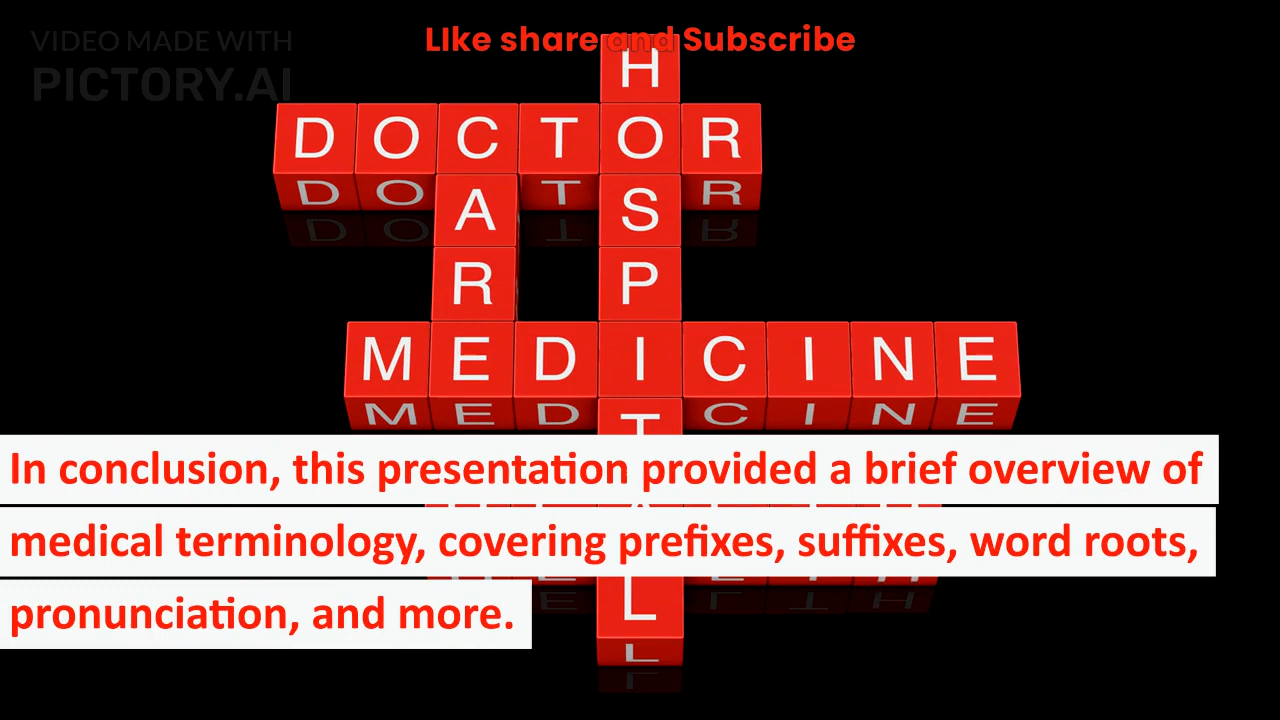 VIDEO MADE WITH
PICTORY.AI
LIke share and Subscribe
HOSPITAL
DOCTOR
CARE
MEDICINE
In conclusion, this presentation provided a brief overview of
medical terminology, covering prefixes, suffixes, word roots,
pronunciation, and more.